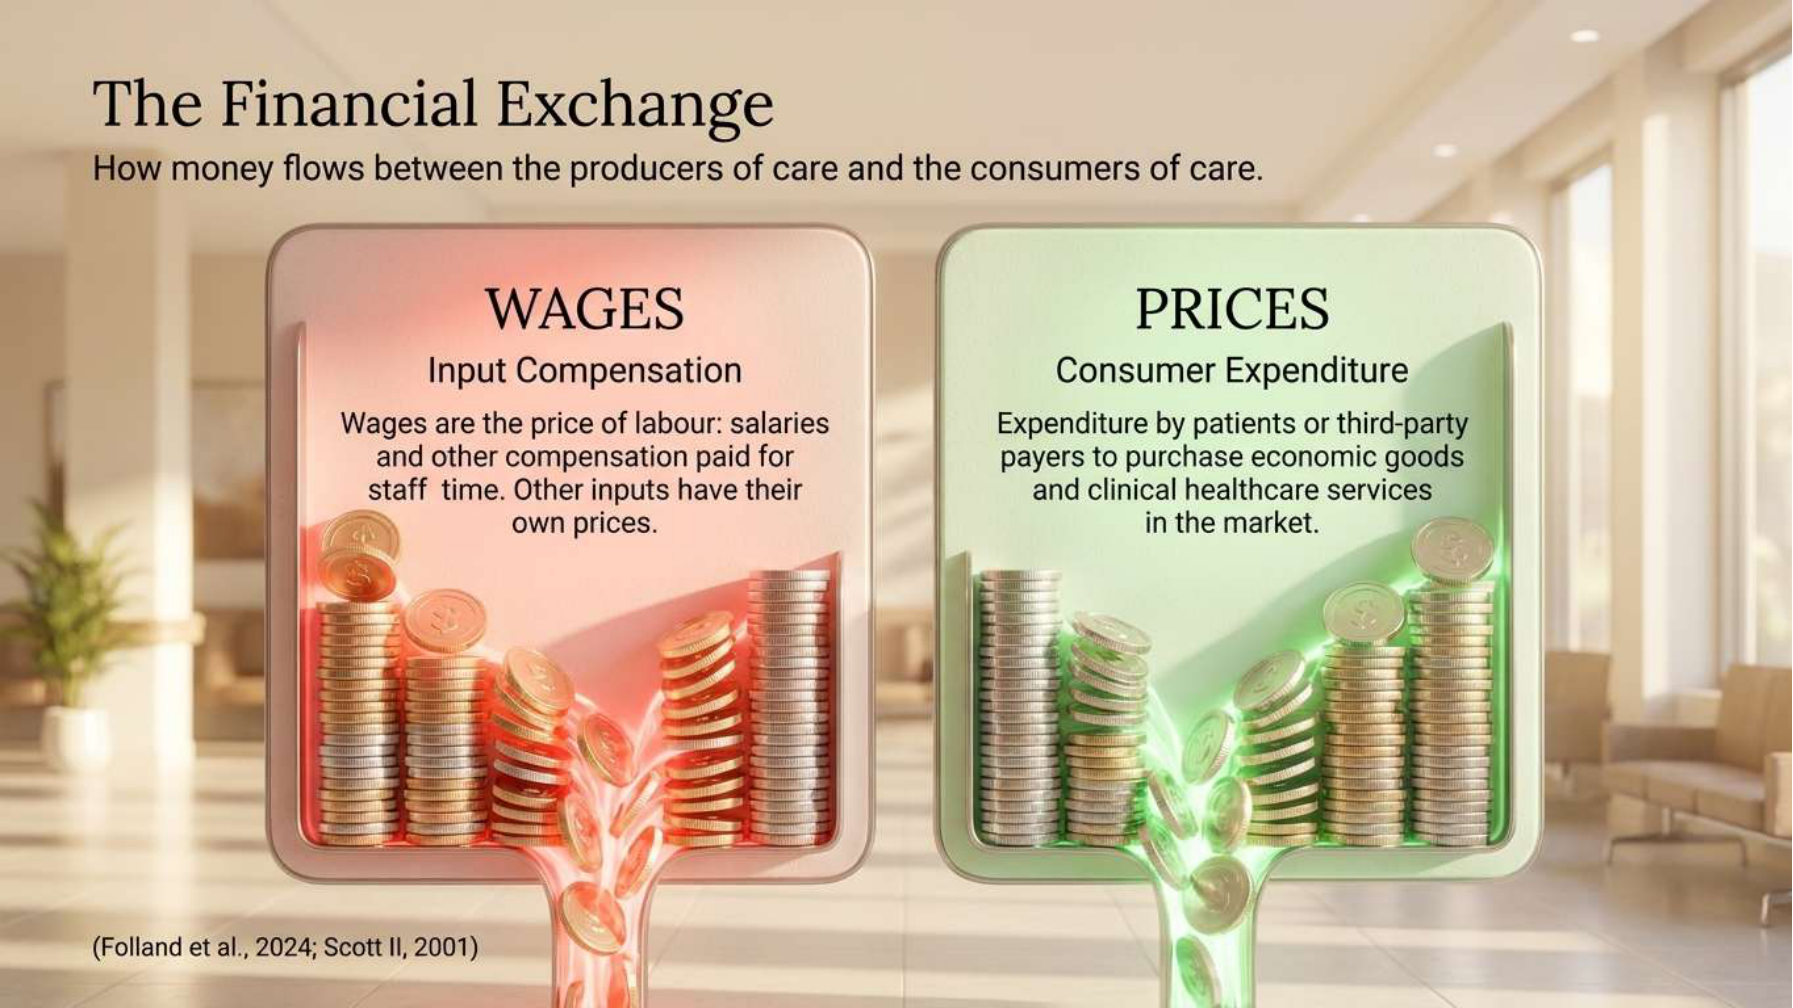 The Financial Exchange
How money flows between the producers of care and the consumers of care.
WAGES
Input Compensation
Wages are the price of labour: salaries
and other compensation paid for
staff  time. Other inputs have their
own prices.
PRICES
Consumer Expenditure
Expenditure by patients or third-party
payers to purchase economic goods
and clinical healthcare services
in the market.
(Folland et al., 2024; Scott II, 2001)